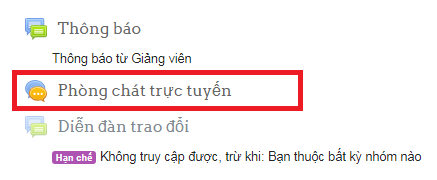 Thông báo
Thông báo từ Giảng viên
Phòng chát trực tuyến
Diễn đàn trao đổi
Hạn chế Không truy cập được, trừ khi: Bạn thuộc bất kỳ nhóm nào